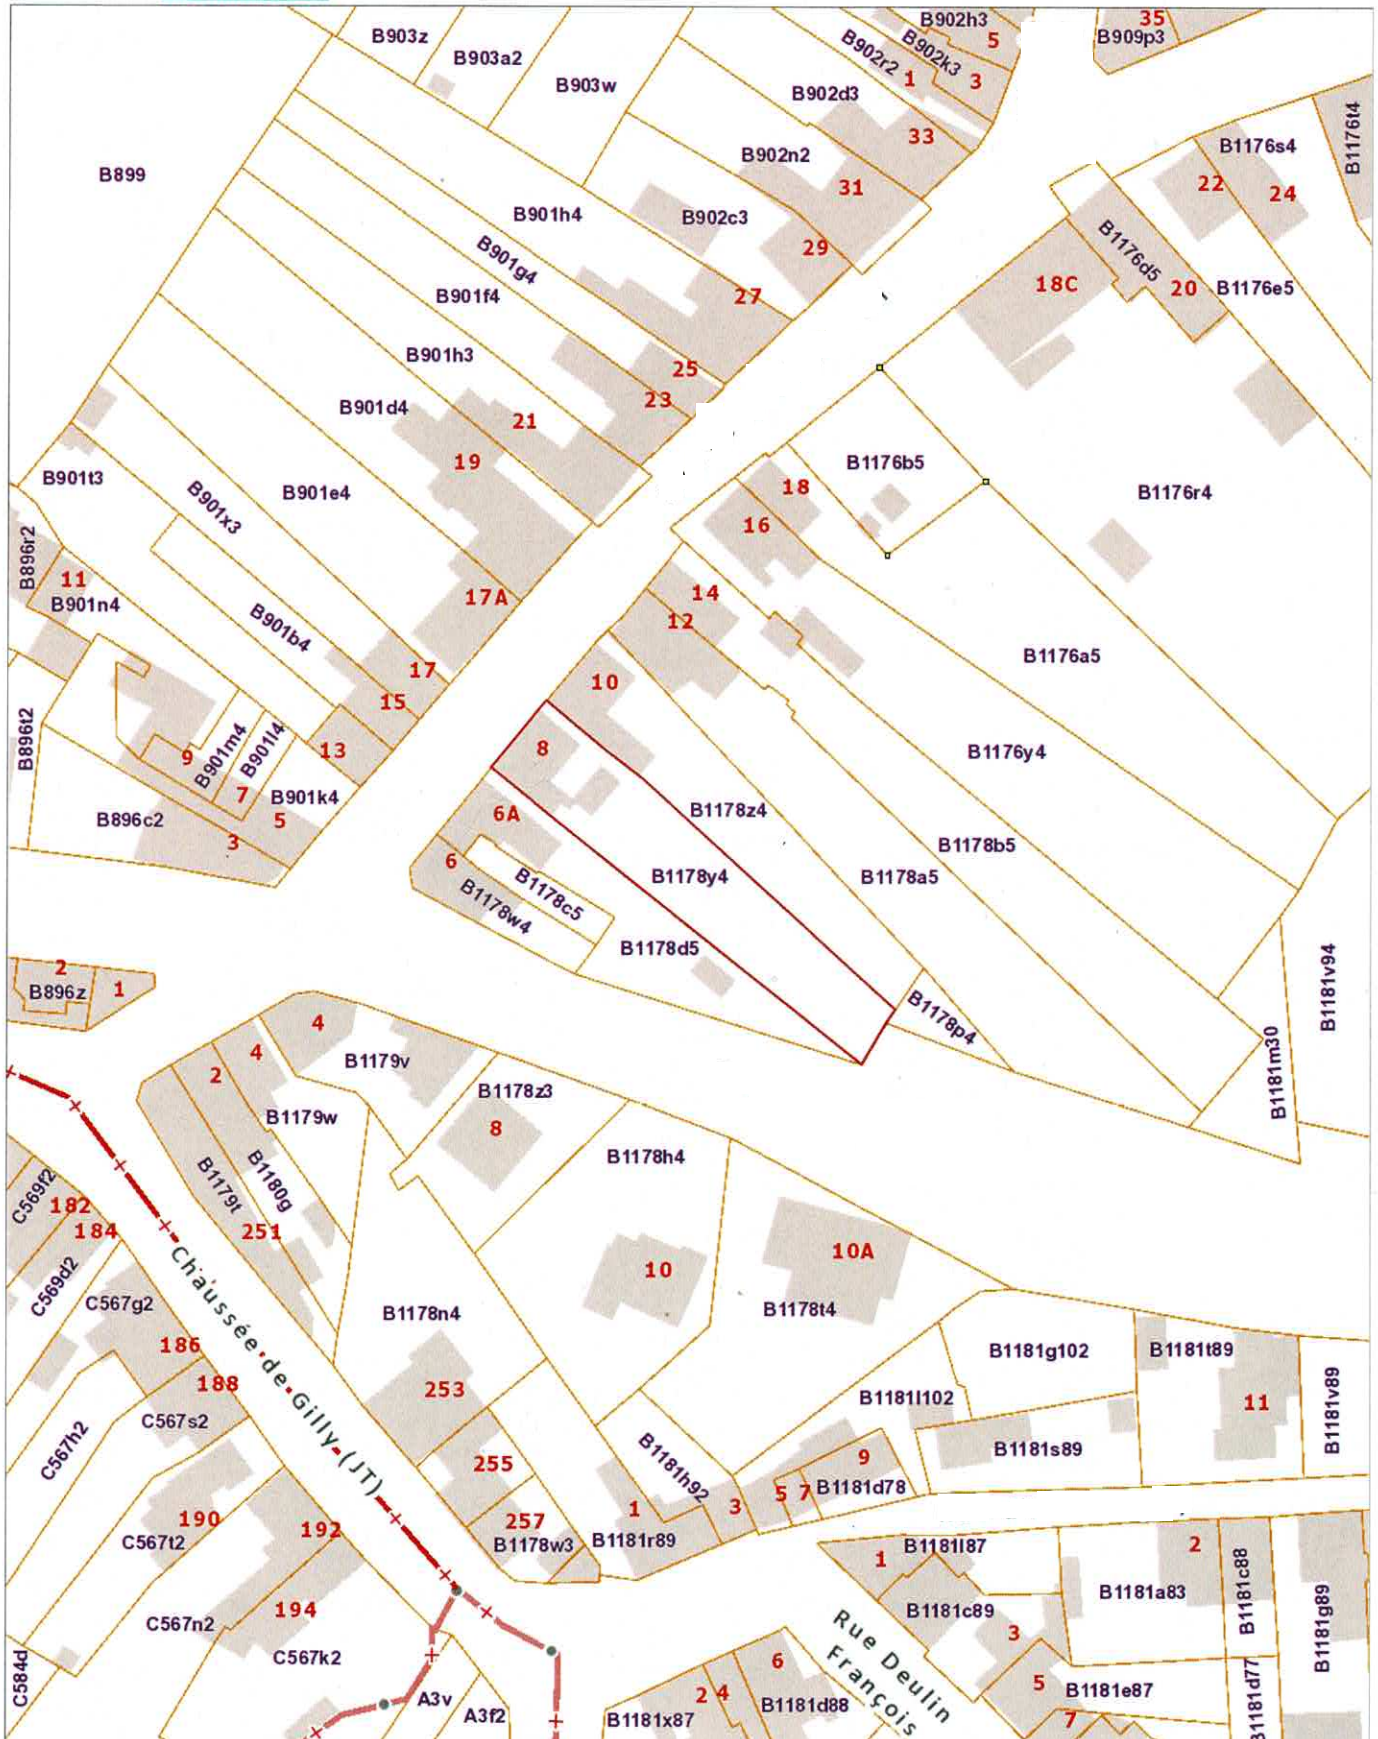 B903z
B903a2
B903w
B902h3
5
B902k3
3
B902r2
1
35
B909p3
B902d3
33
B902n2
31
B1176s4
22
24
B1176t4
B899
B901h4
B902c3
29
27
B901g4
B901f4
B901h3
B901d4
25
23
21
19
18C
B1176d5
20
B1176e5
B901t3
B901x3
B901e4
B1176b5
B1176r4
18
16
B896r2
11
B901n4
B901b4
17A
14
12
17
15
13
10
B1176a5
B1176y4
B896t2
9
B901m4
B901l4
7
B901k4
5
B896c2
3
8
6A
6
B1178z4
B1178y4
B1178b5
B1178a5
B1178c5
B1178w4
B1178d5
B1178p4
B1181v94
B1181m30
2
B896z
1
4
4
2
B1179v
B1178z3
8
B1179w
B1180g
B1179t
251
B1178h4
10
10A
B1178t4
C569f2
182
184
C569d2
C567g2
186
188
C567s2
C567h2
Chaussée de Gilly (JT)
B1178n4
253
255
257
B1178w3
B1181g102
B1181t89
11
B1181v89
B1181l102
B1181s89
B1181h92
9
5
7
B1181d78
3
1
B1181r89
190
C567t2
192
194
C567n2
C567k2
C584d
A3v
A3f2
B1181l87
1
B1181c89
3
5
B1181e87
7
B1181a83
2
B1181c88
B1181g89
B1181d77
Rue Deulin
François
6
2
4
B1181d88
B1181x87